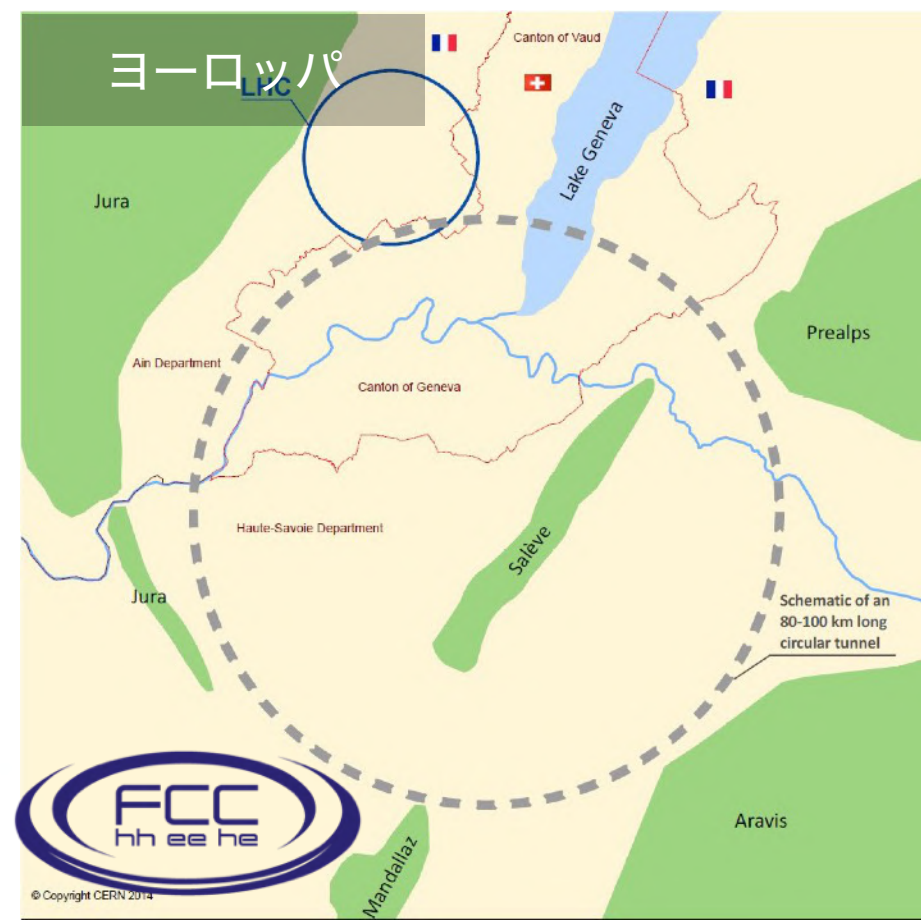 ヨーロッパ
LHC
Canton of Vaud
Lake Geneva
Jura
Prealps
Ain Department
Canton of Geneva
Haute-Savoie Department
Salève
Jura
Schematic of an
80-100 km long
circular tunnel
FCC
hh ee he
Aravis
Mandallaz
© Copyright CERN 2014